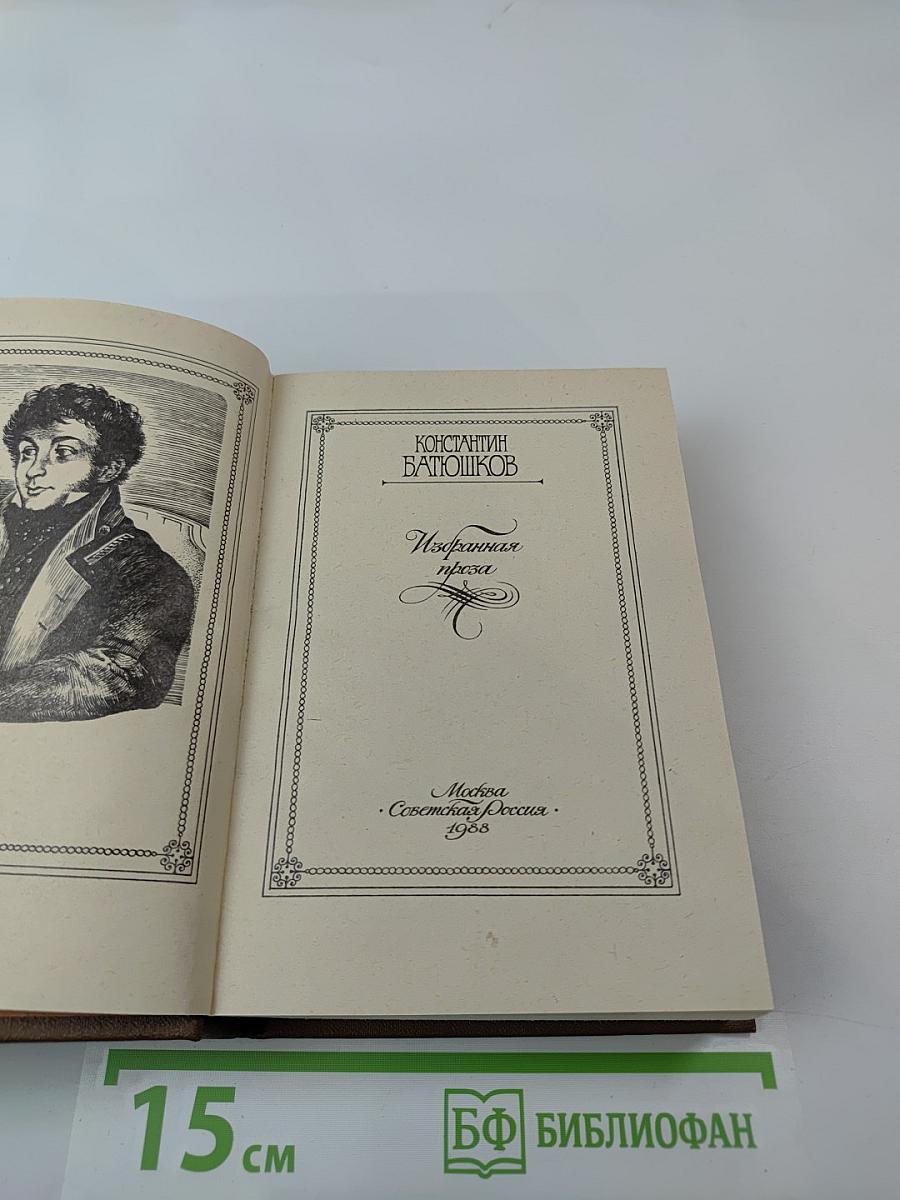 КОНСТАНТИН
БАТЮШКОВ
Избранная
проза
Москва
· Советская Россия ·
1988
15 см
БФ БИБЛИОФАН